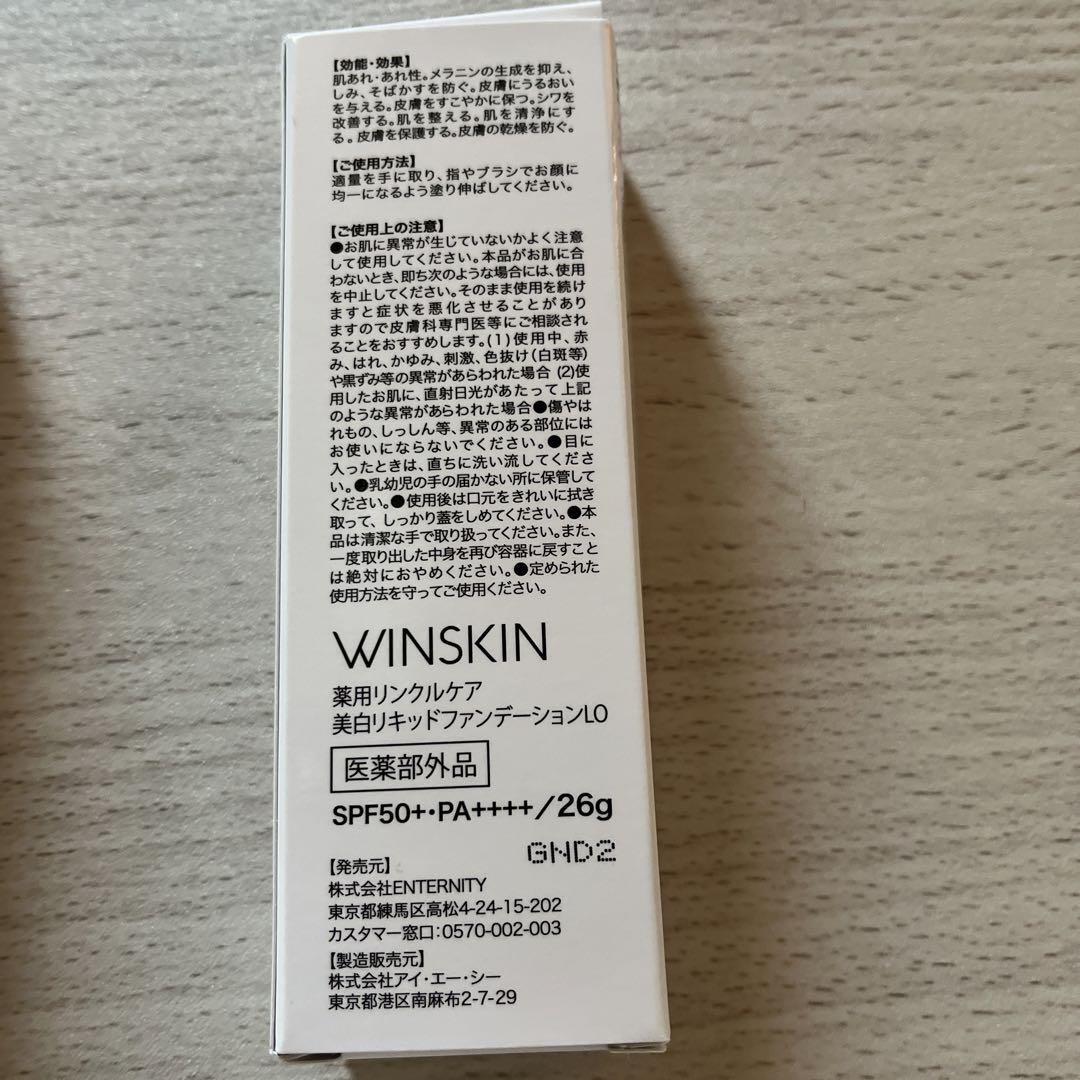 【効能・効果】
肌あれ・あれ性。メラニンの生成を抑え、
しみ、そばかすを防ぐ。皮膚にうるおい
を与える。皮膚をすこやかに保つ。シワを
改善する。肌を整える。肌を清浄にす
る。皮膚を保護する。皮膚の乾燥を防ぐ。
【ご使用方法】
適量を手に取り、指やブラシでお顔に
均一になるよう塗り伸ばしてください。
【ご使用上の注意】
●お肌に異常が生じていないかよく注意
して使用してください。本品がお肌に合
わないとき、即ち次のような場合には、使用
を中止してください。そのまま使用を続け
ますと症状を悪化させることがあり
ますので皮膚科専門医等にご相談され
ることをおすすめします。(1)使用中、赤
み、はれ、かゆみ、刺激、色抜け(白斑等)
や黒ずみ等の異常があらわれた場合 (2)使
用したお肌に、直射日光があたって上記
のような異常があらわれた場合●傷やは
れもの、しっしん等、異常のある部位には
お使いにならないでください。●目に
入ったときは、直ちに洗い流してくださ
い。●乳幼児の手の届かない所に保管して
ください。●使用後は口元をきれいに拭き
取って、しっかり蓋をしめてください。●本
品は清潔な手で取り扱ってください。また、
一度取り出した中身を再び容器に戻すこと
は絶対におやめください。●定められた
使用方法を守ってご使用ください。
WINSKIN
薬用リンクルケア
美白リキッドファンデーションLO
医薬部外品
SPF50+・PA++++/26g
GND2
【発売元】
株式会社ENTERNITY
東京都練馬区高松4-24-15-202
カスタマー窓口:0570-002-003
【製造販売元】
株式会社アイ・エー・シー
東京都港区南麻布2-7-29